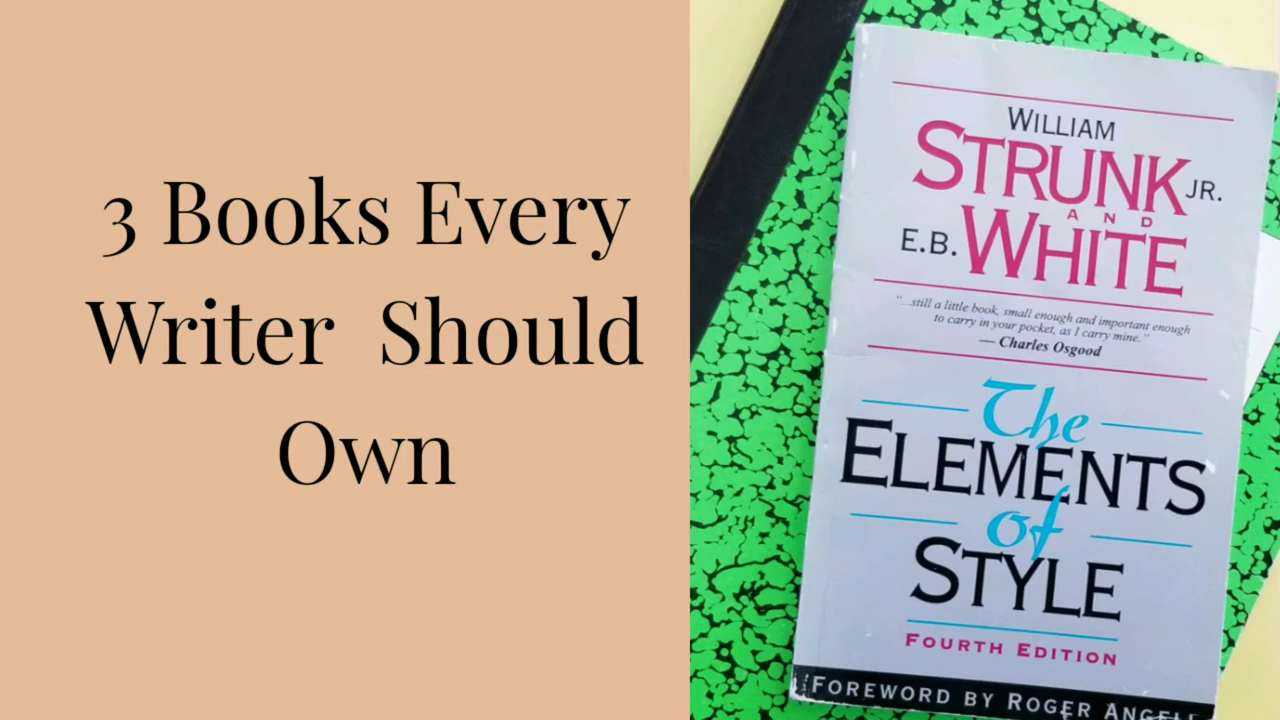 3 Books Every
Writer Should
Own
WILLIAM
STRUNK JR.
AND
E.B. WHITE
"...still a little book, small enough and important enough
to carry in your pocket, as I carry mine."
— Charles Osgood
The
ELEMENTS
of
STYLE
FOURTH EDITION
FOREWORD BY ROGER